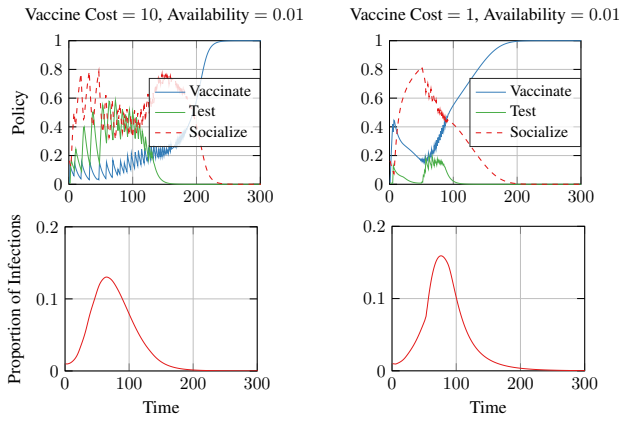 Vaccine Cost = 10, Availability = 0.01
Vaccine Cost = 1, Availability = 0.01
Policy
1
0.8
0.6
0.4
0.2
0
0
100
200
300
Vaccinate
Test
Socialize
1
0.8
0.6
0.4
0.2
0
0
100
200
300
Vaccinate
Test
Socialize
Proportion of Infections
0.2
0.1
0
0
100
200
300
Time
0.2
0.1
0
0
100
200
300
Time